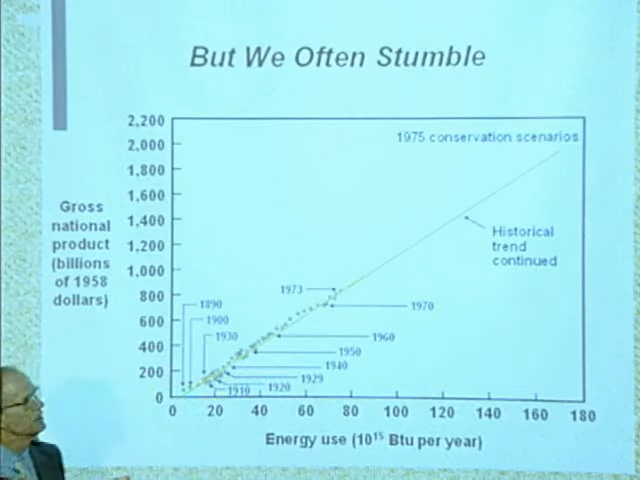 But We Often Stumble
2,200
2,000
1,800
1,600
1,400
1,200
1,000
800
600
400
200
0
Gross
national
product
(billions
of 1958
dollars)
1975 conservation scenarios
Historical
trend
continued
1973
1970
1890
1900
1930
1960
1950
1940
1929
1920
1910
0 20 40 60 80 100 120 140 160 180
Energy use (10¹⁵ Btu per year)